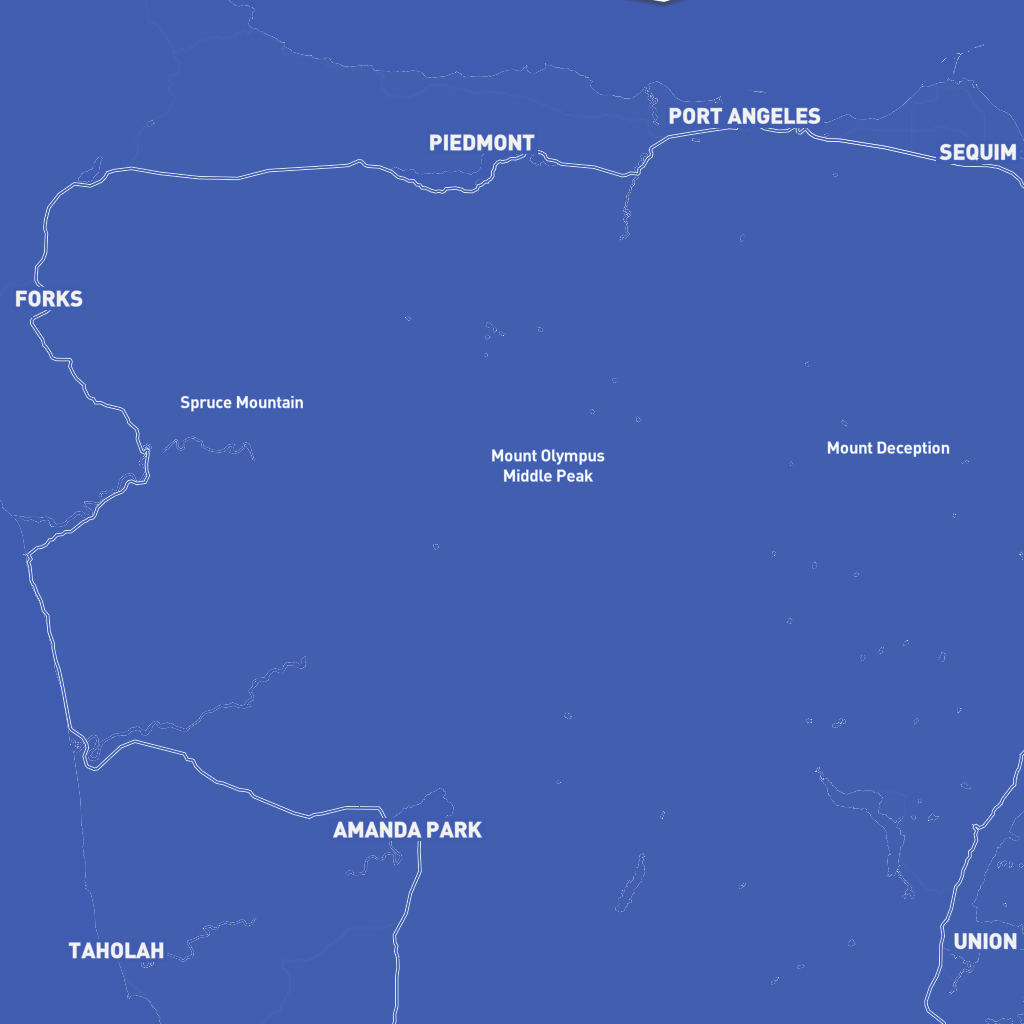 PORT ANGELES
PIEDMONT
SEQUIM
FORKS
Spruce Mountain
Mount Olympus
Middle Peak
Mount Deception
AMANDA PARK
TAHOLAH
UNION